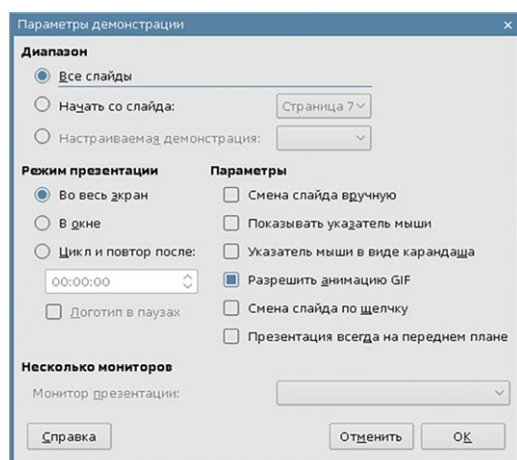 Параметры демонстрации
Диапазон
Все слайды
Начать со слайда: Страница 7
Настраиваемая демонстрация:
Режим презентации Параметры
Во весь экран Смена слайда вручную
В окне Показывать указатель мыши
Цикл и повтор после: Указатель мыши в виде карандаша
00:00:00 Разрешить анимацию GIF
Логотип в паузах Смена слайда по щелчку
Презентация всегда на переднем плане
Несколько мониторов
Монитор презентации:
Справка Отменить ОК